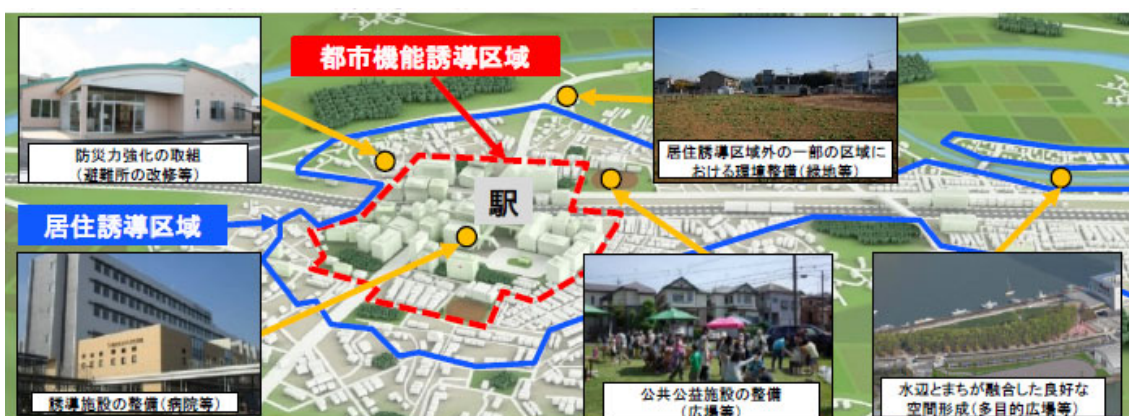 都市機能誘導区域
防災力強化の取組
(避難所の改修等)
居住誘導区域外の一部の区域に
おける環境整備(緑地等)
駅
居住誘導区域
誘導施設の整備(病院等)
公共公益施設の整備
(広場等)
水辺とまちが融合した良好な
空間形成(多目的広場等)